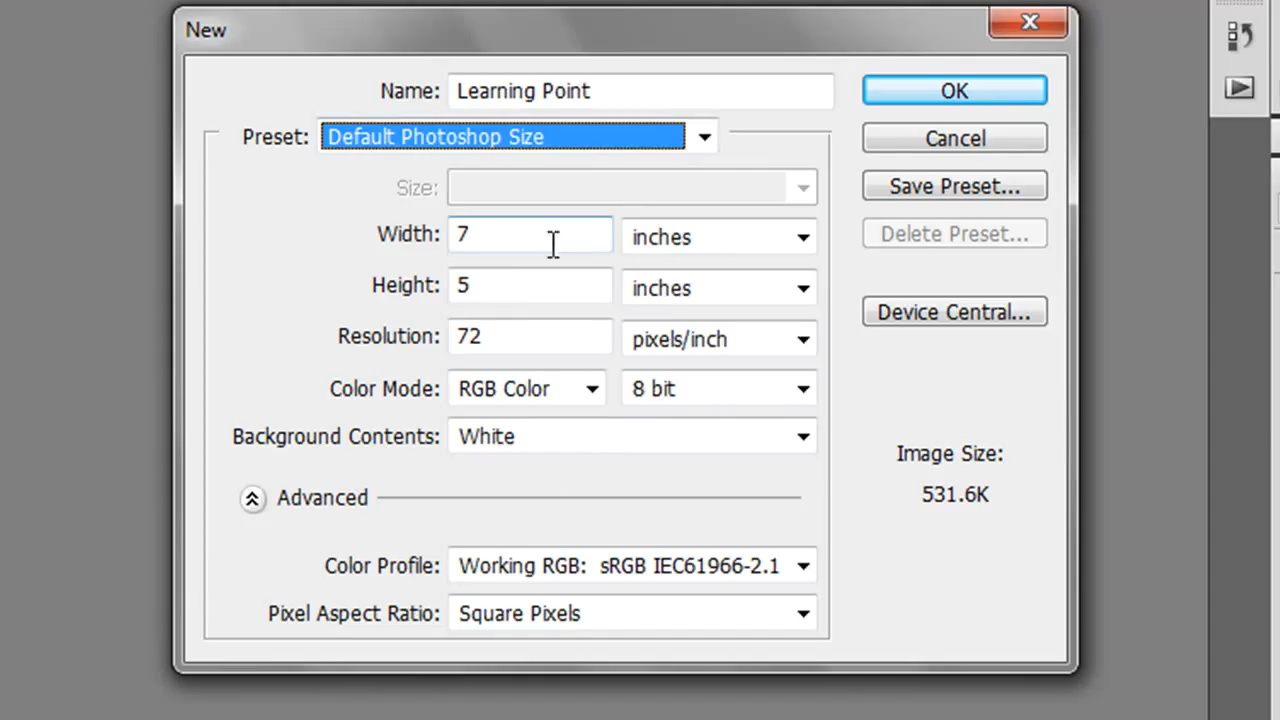 New
Name: Learning Point
OK
Preset: Default Photoshop Size
Cancel
Size:
Save Preset...
Width: 7 inches
Delete Preset...
Height: 5 inches
Device Central...
Resolution: 72 pixels/inch
Color Mode: RGB Color 8 bit
Background Contents: White
Image Size:
531.6K
Advanced
Color Profile: Working RGB: sRGB IEC61966-2.1
Pixel Aspect Ratio: Square Pixels